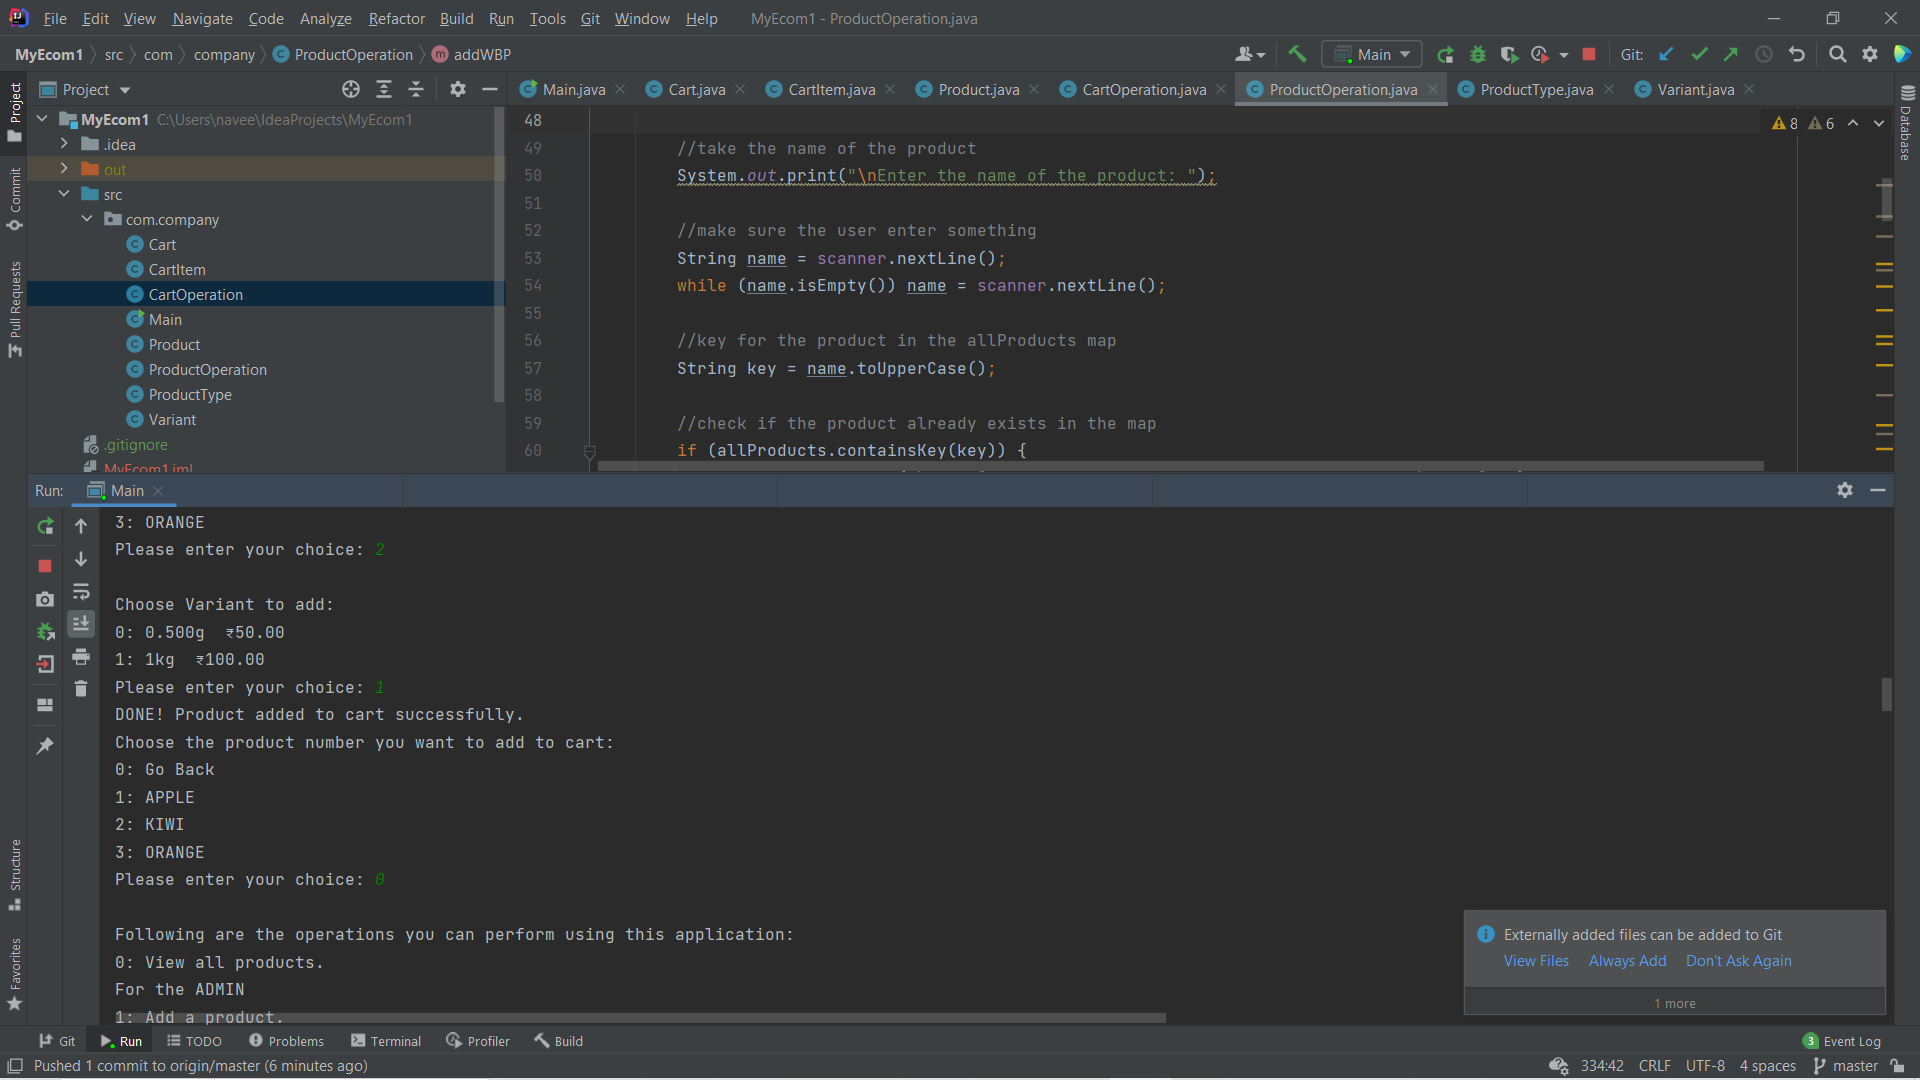 File Edit View Navigate Code Analyze Refactor Build Run Tools Git Window Help MyEcom1 - ProductOperation.java
MyEcom1 src com company ProductOperation addWBP Main Git:
Project
Main.java Cart.java CartItem.java Product.java CartOperation.java ProductOperation.java ProductType.java Variant.java
MyEcom1 C:\Users\navee\IdeaProjects\MyEcom1
.idea
out
src
com.company
Cart
CartItem
CartOperation
Main
Product
ProductOperation
ProductType
Variant
.gitignore
MyEcom1.iml
Project
Commit
Pull Requests
Structure
Favorites
Database
8 6
48
49 //take the name of the product
50 System.out.print("\nEnter the name of the product: ");
51
52 //make sure the user enter something
53 String name = scanner.nextLine();
54 while (name.isEmpty()) name = scanner.nextLine();
55
56 //key for the product in the allProducts map
57 String key = name.toUpperCase();
58
59 //check if the product already exists in the map
60 if (allProducts.containsKey(key)) {
Run: Main
3: ORANGE
Please enter your choice: 2
Choose Variant to add:
0: 0.500g ₹50.00
1: 1kg ₹100.00
Please enter your choice: 1
DONE! Product added to cart successfully.
Choose the product number you want to add to cart:
0: Go Back
1: APPLE
2: KIWI
3: ORANGE
Please enter your choice: 0
Following are the operations you can perform using this application:
0: View all products.
For the ADMIN
1: Add a product.
Externally added files can be added to Git
View Files Always Add Don't Ask Again
1 more
Git Run TODO Problems Terminal Profiler Build 3 Event Log
Pushed 1 commit to origin/master (6 minutes ago) 334:42 CRLF UTF-8 4 spaces master